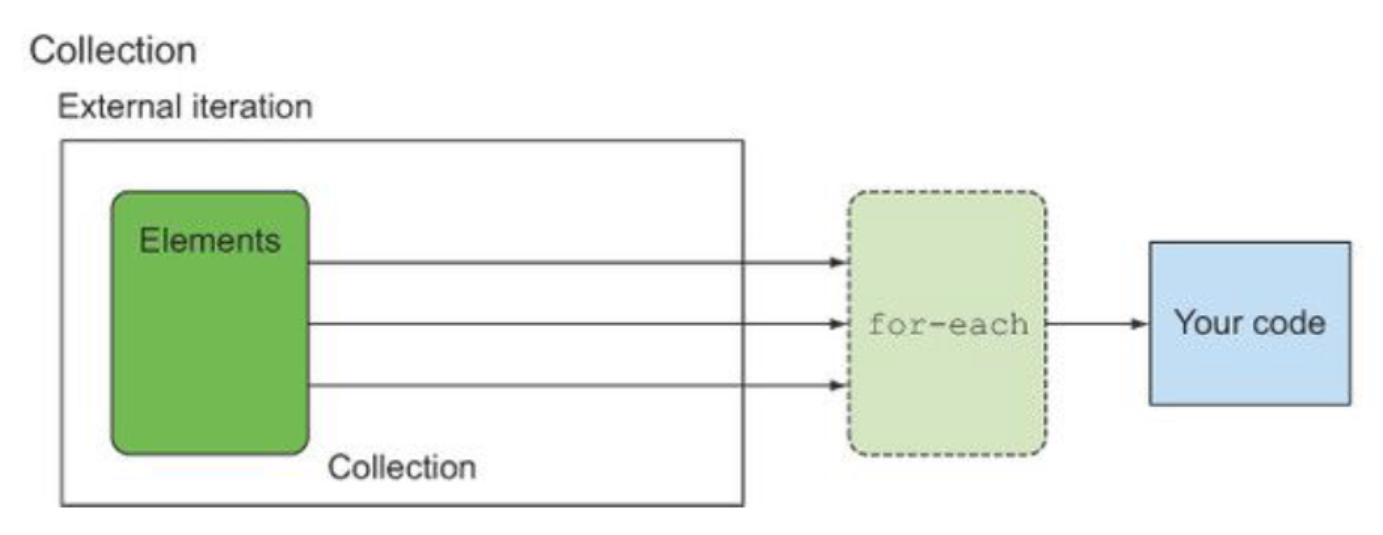 Collection
External iteration
Elements
for-each
Your code
Collection